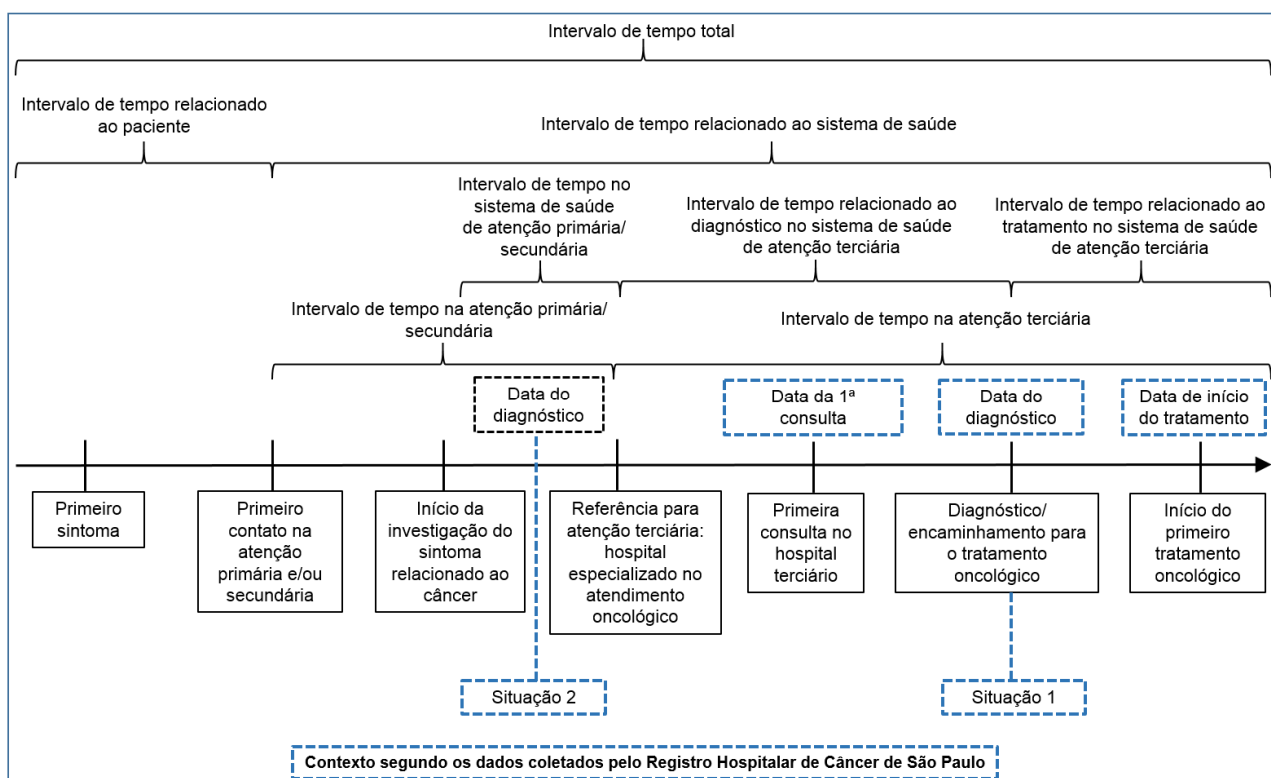 Intervalo de tempo total
Intervalo de tempo relacionado
ao paciente
Intervalo de tempo relacionado ao sistema de saúde
Intervalo de tempo no
sistema de saúde
de atenção primária/
secundária
Intervalo de tempo relacionado ao
diagnóstico no sistema de saúde
de atenção terciária
Intervalo de tempo relacionado ao
tratamento no sistema de saúde
de atenção terciária
Intervalo de tempo na atenção primária/
secundária
Intervalo de tempo na atenção terciária
Data do
diagnóstico
Data da 1ª
consulta
Data do
diagnóstico
Data de início
do tratamento
Primeiro
sintoma
Primeiro
contato na
atenção
primária e/ou
secundária
Início da
investigação do
sintoma
relacionado ao
câncer
Referência para
atenção terciária:
hospital
especializado no
atendimento
oncológico
Primeira
consulta no
hospital
terciário
Diagnóstico/
encaminhamento para
o tratamento
oncológico
Início do
primeiro
tratamento
oncológico
Situação 2
Situação 1
Contexto segundo os dados coletados pelo Registro Hospitalar de Câncer de São Paulo